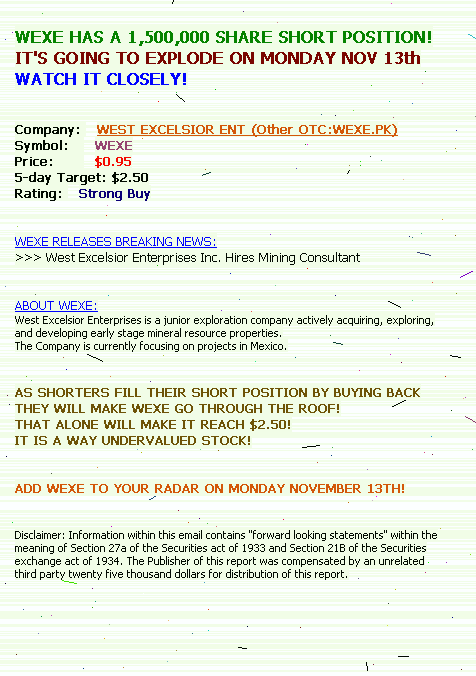 WEXE HAS A 1,500,000 SHARE SHORT POSITION!
IT'S GOING TO EXPLODE ON MONDAY NOV 13th
WATCH IT CLOSELY!
Company: WEST EXCELSIOR ENT (Other OTC:WEXE.PK)
Symbol: WEXE
Price: $0.95
5-day Target: $2.50
Rating: Strong Buy
WEXE RELEASES BREAKING NEWS:
>>> West Excelsior Enterprises Inc. Hires Mining Consultant
ABOUT WEXE:
West Excelsior Enterprises is a junior exploration company actively acquiring, exploring,
and developing early stage mineral resource properties.
The Company is currently focusing on projects in Mexico.
AS SHORTERS FILL THEIR SHORT POSITION BY BUYING BACK
THEY WILL MAKE WEXE GO THROUGH THE ROOF!
THAT ALONE WILL MAKE IT REACH $2.50!
IT IS A WAY UNDERVALUED STOCK!
ADD WEXE TO YOUR RADAR ON MONDAY NOVEMBER 13TH!
Disclaimer: Information within this email contains "forward looking statements" within the
meaning of Section 27a of the Securities act of 1933 and Section 21B of the Securities
exchange act of 1934. The Publisher of this report was compensated by an unrelated
third party twenty five thousand dollars for distribution of this report.